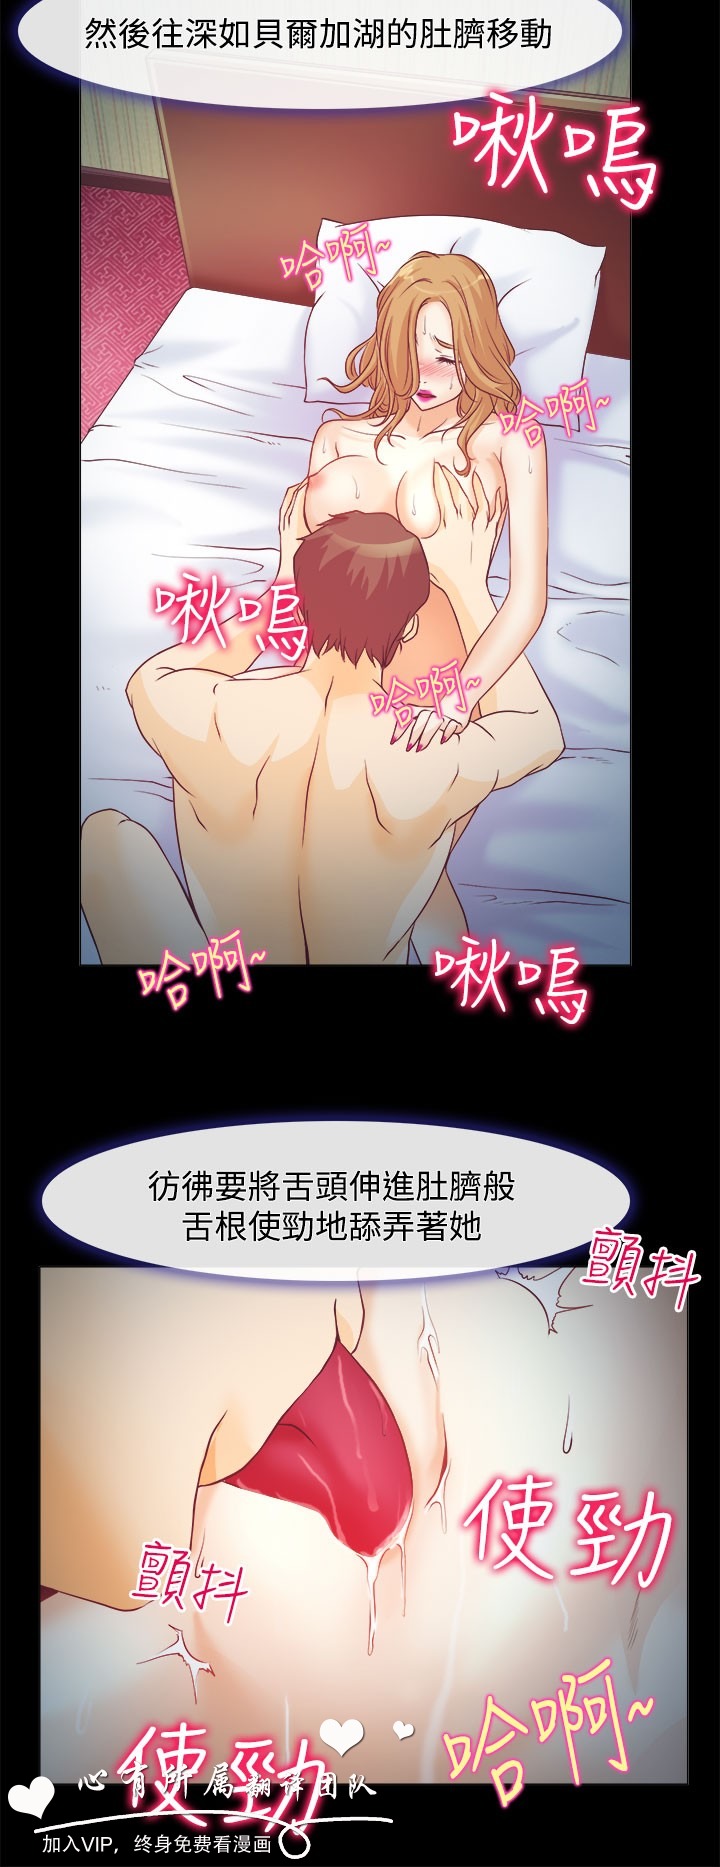 然後往深如貝爾加湖的肚臍移動
啾嗚
哈啊~
哈啊~
啾嗚
哈啊~
哈啊~
啾嗚
彷彿要將舌頭伸進肚臍般
舌根使勁地舔弄著她
顫抖
使勁
顫抖
哈啊~
使勁
心有所属翻译团队
加入VIP，终身免费看漫画